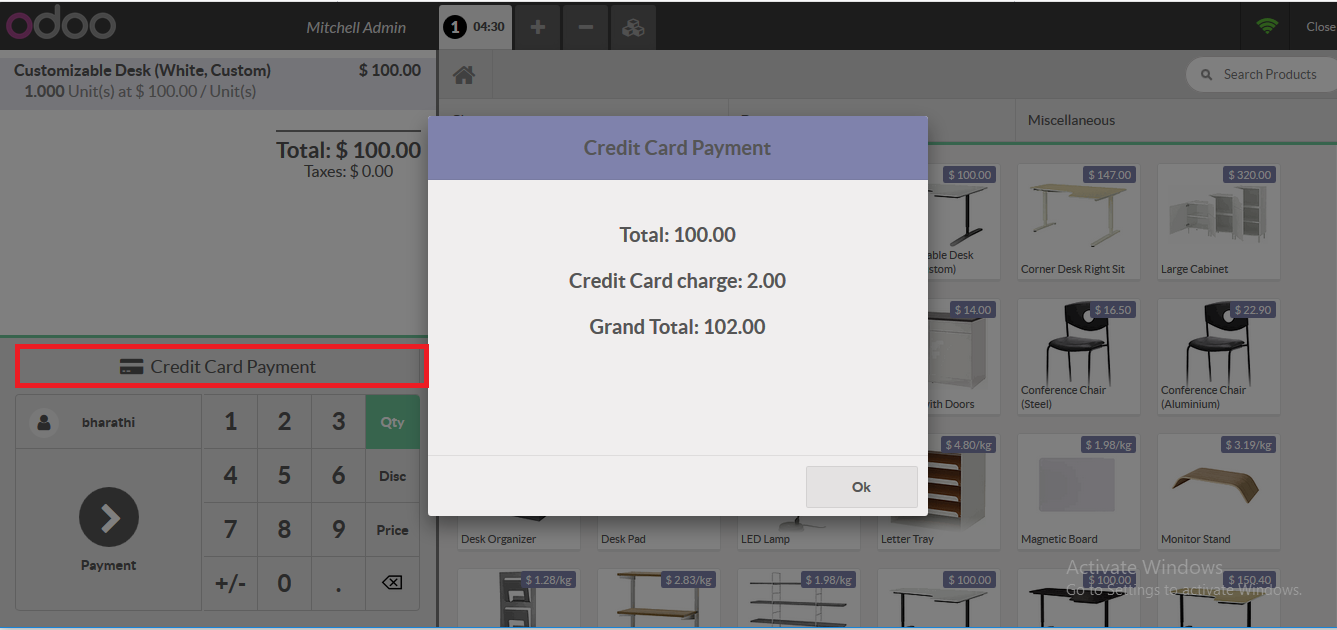 odoo
Mitchell Admin
1 04:30
Close
Customizable Desk (White, Custom) $ 100.00
1.000 Unit(s) at $ 100.00 / Unit(s)
Search Products
Total: $ 100.00
Taxes: $ 0.00
Miscellaneous
Credit Card Payment
Total: 100.00
Credit Card charge: 2.00
Grand Total: 102.00
Ok
Credit Card Payment
bharathi
1 2 3 Qty
4 5 6 Disc
7 8 9 Price
+/- 0 .
Payment
$ 100.00
$ 147.00
Corner Desk Right Sit
$ 320.00
Large Cabinet
$ 14.00
with Doors
$ 16.50
Conference Chair
(Steel)
$ 22.90
Conference Chair
(Aluminium)
Desk Organizer
Desk Pad
LED Lamp
$ 4.80/kg
Letter Tray
$ 1.98/kg
Magnetic Board
$ 3.19/kg
Monitor Stand
$ 1.28/kg
$ 2.83/kg
$ 1.98/kg
$ 100.00
$ 100.00
$ 150.40
Activate Windows
Go to Settings to activate Windows.